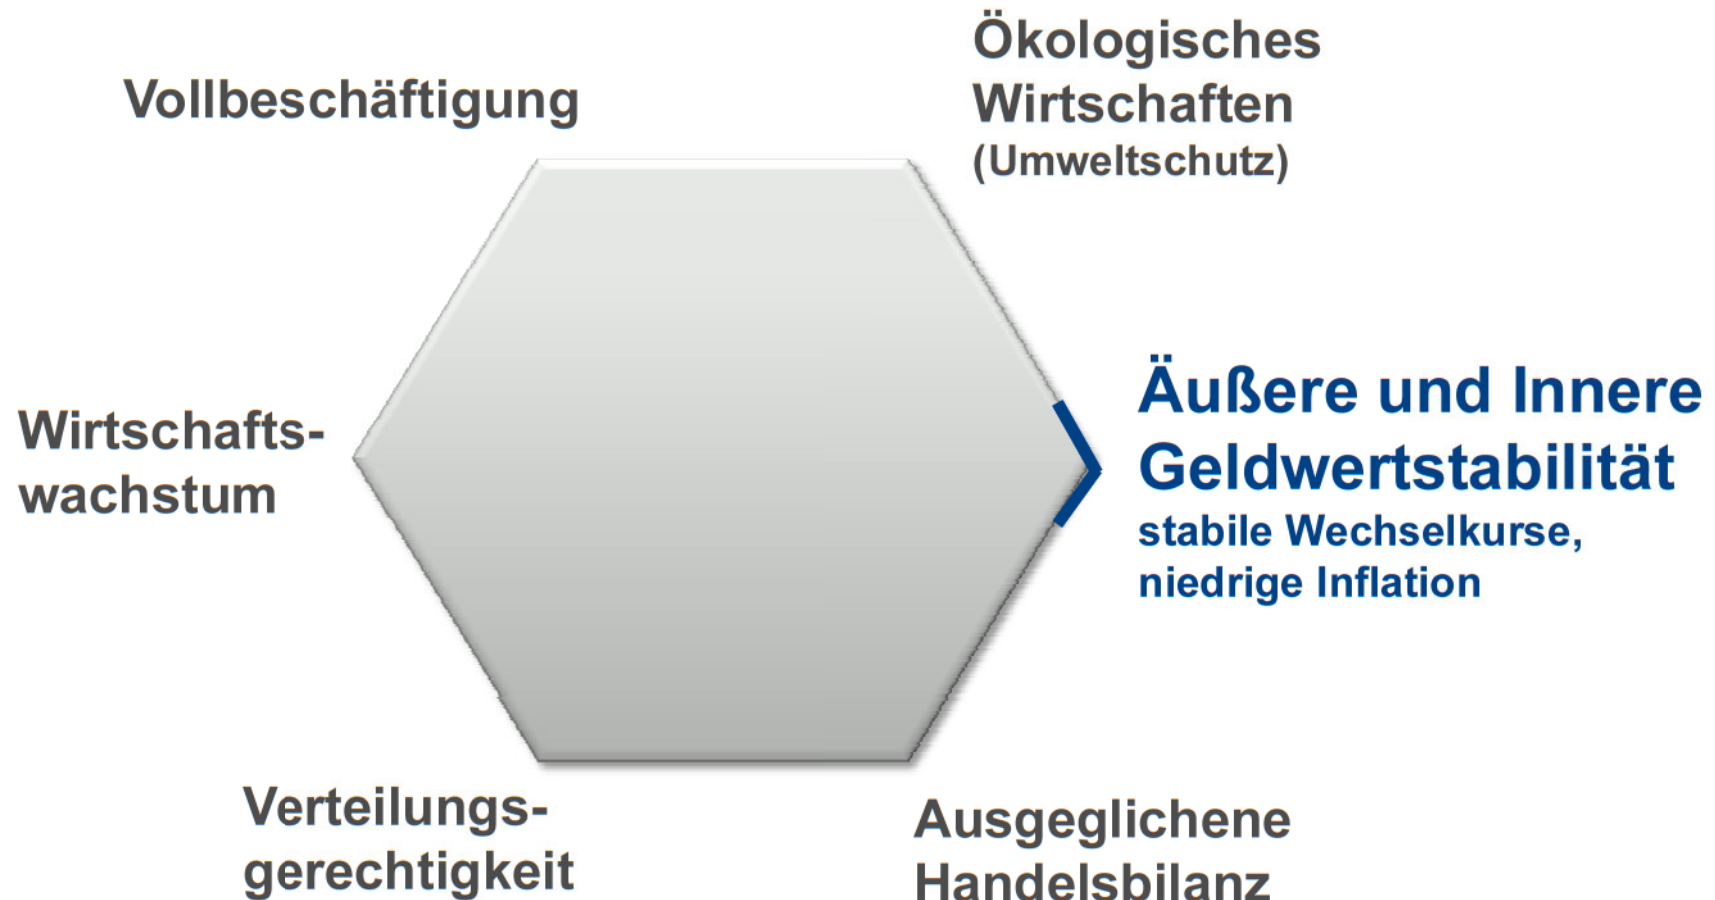 Vollbeschäftigung
Ökologisches
Wirtschaften
(Umweltschutz)
Wirtschafts-
wachstum
Äußere und Innere
Geldwertstabilität
stabile Wechselkurse,
niedrige Inflation
Verteilungs-
gerechtigkeit
Ausgeglichene
Handelsbilanz